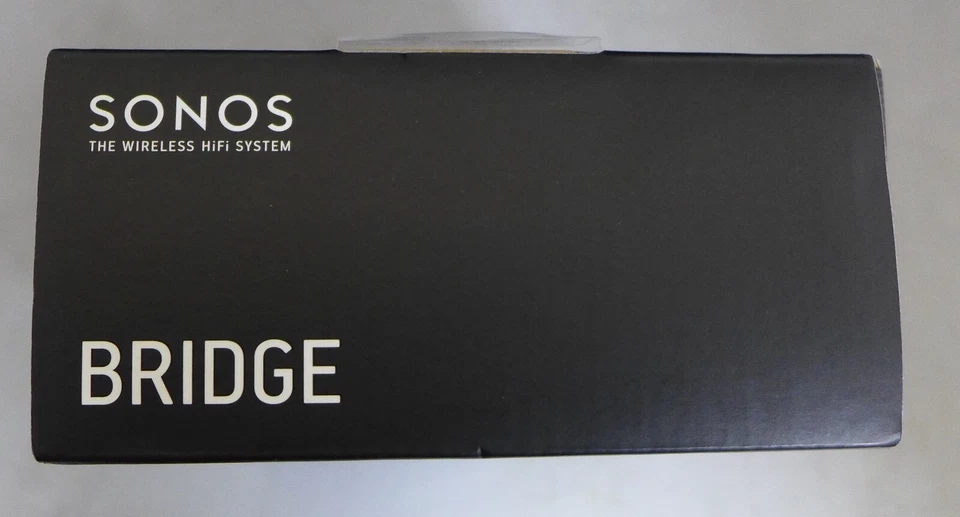 SONOS
THE WIRELESS HiFi SYSTEM
BRIDGE